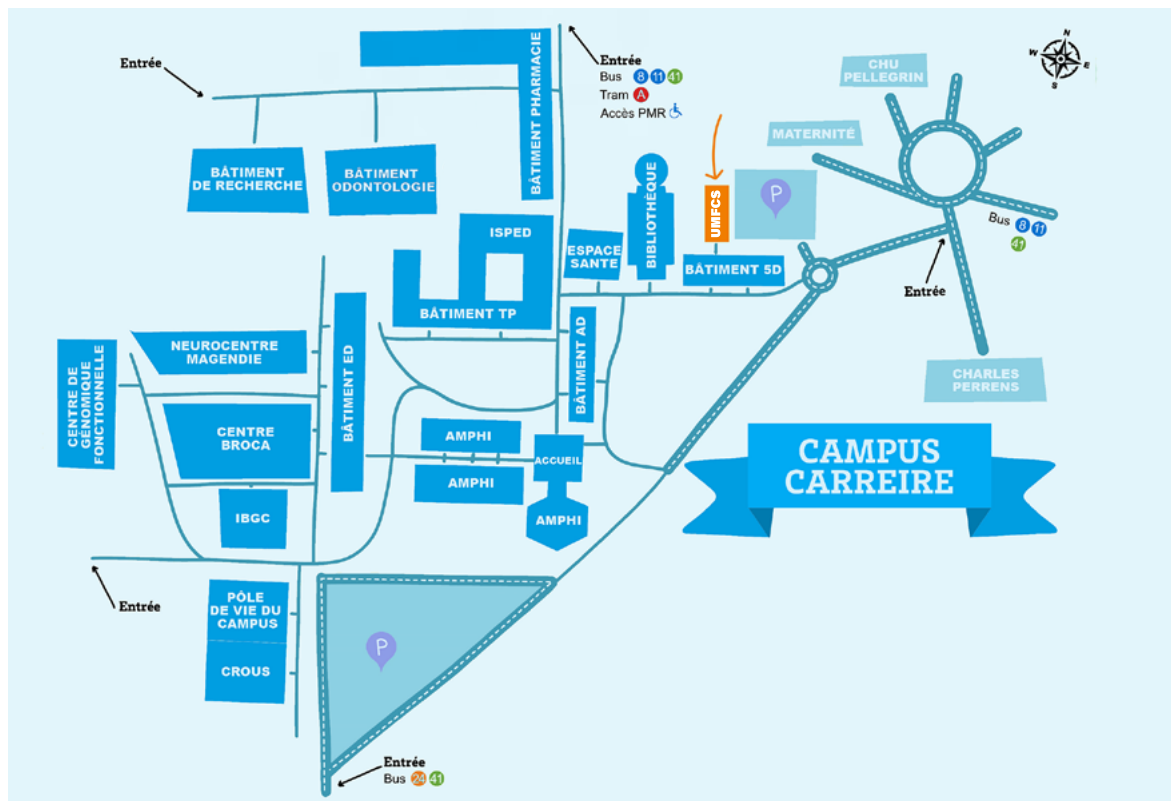 Entrée
Entrée
Bus 8 11 41
Tram A
Accès PMR
N
W E
S
CHU
PELLEGRIN
MATERNITÉ
BÂTIMENT PHARMACIE
BÂTIMENT
DE RECHERCHE
BÂTIMENT
ODONTOLOGIE
BIBLIOTHÈQUE
UMFCS
P
Bus 8 11
41
ISPED
ESPACE
SANTE
BÂTIMENT 5D
Entrée
BÂTIMENT TP
BÂTIMENT AD
NEUROCENTRE
MAGENDIE
BÂTIMENT ED
CENTRE DE
GÉNOMIQUE
FONCTIONNELLE
CHARLES
PERRENS
CENTRE
BROCA
AMPHI
ACCUEIL
AMPHI
CAMPUS
CARREIRE
IBGC
AMPHI
Entrée
PÔLE
DE VIE DU
CAMPUS
P
CROUS
Entrée
Bus 24 41